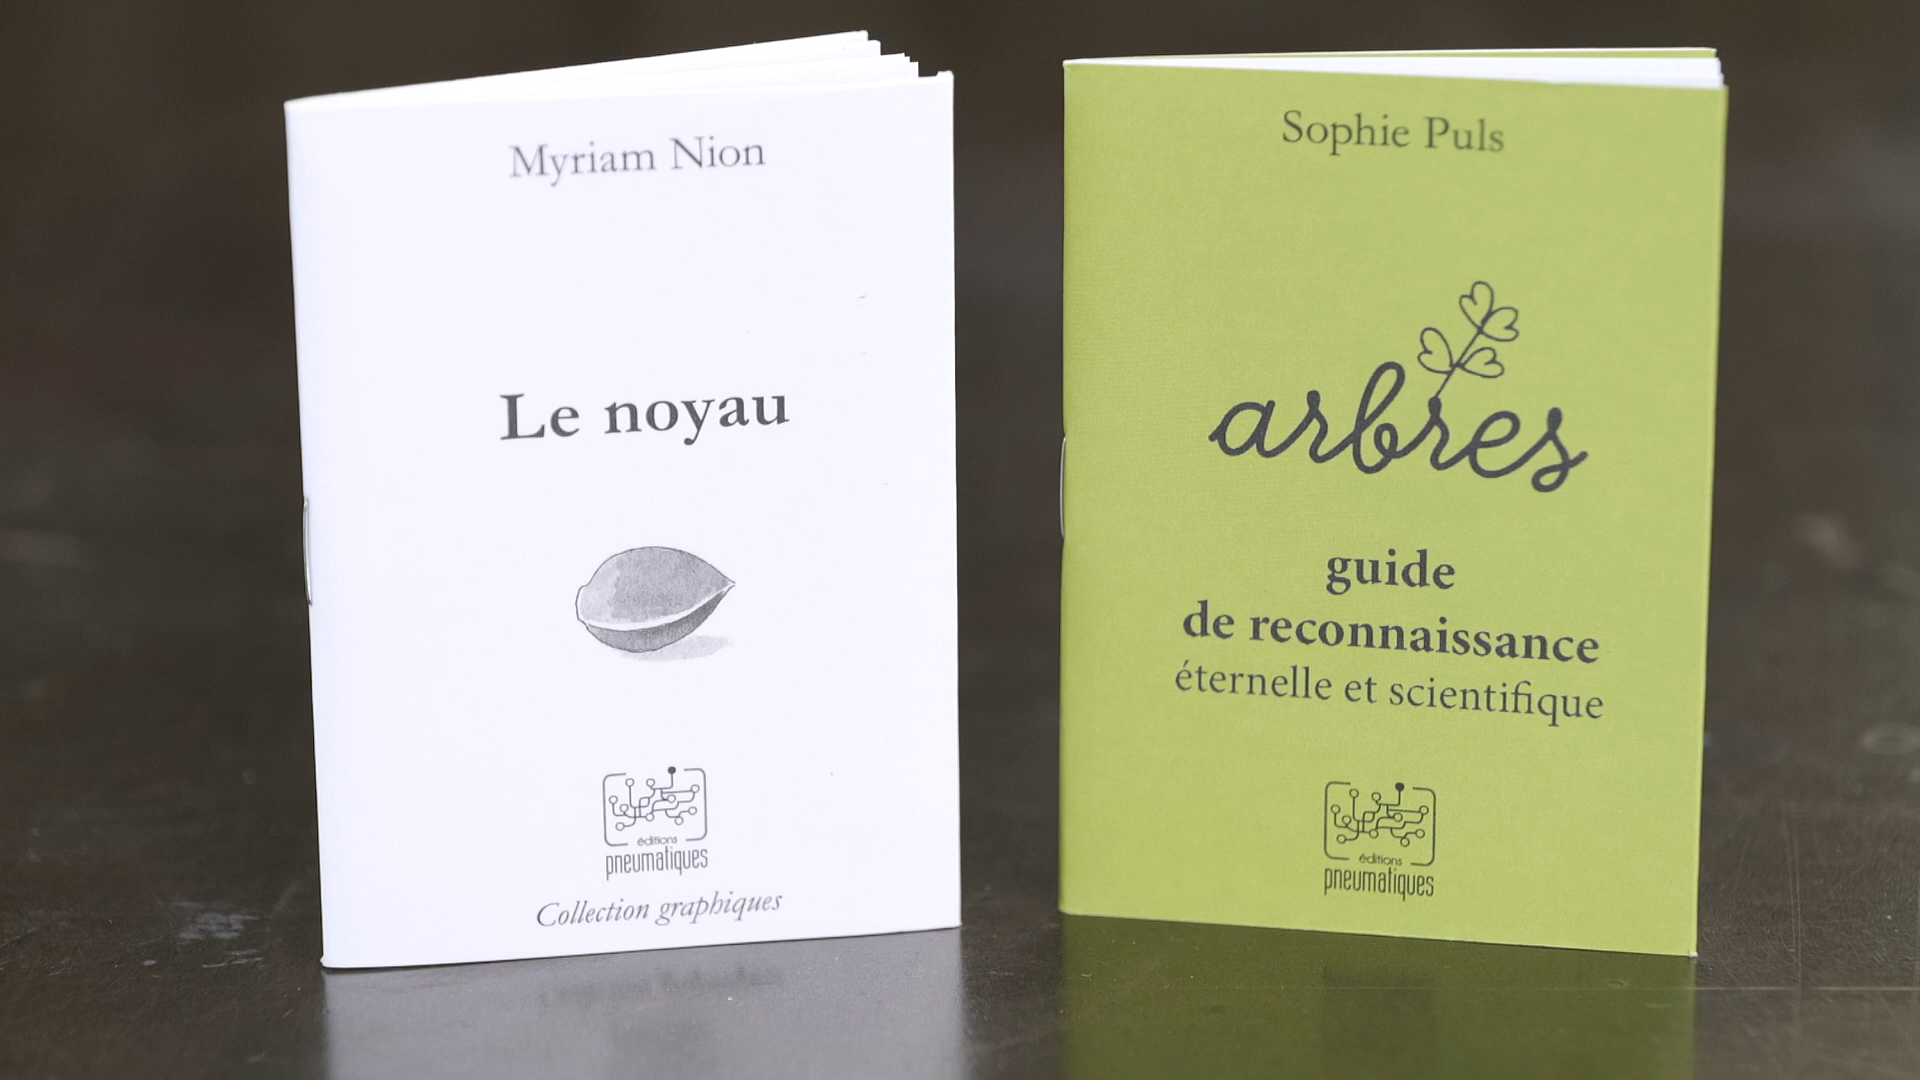 Myriam Nion
Le noyau
éditions
pneumatiques
Collection graphiques
Sophie Puls
arbres
guide
de reconnaissance
éternelle et scientifique
éditions
pneumatiques